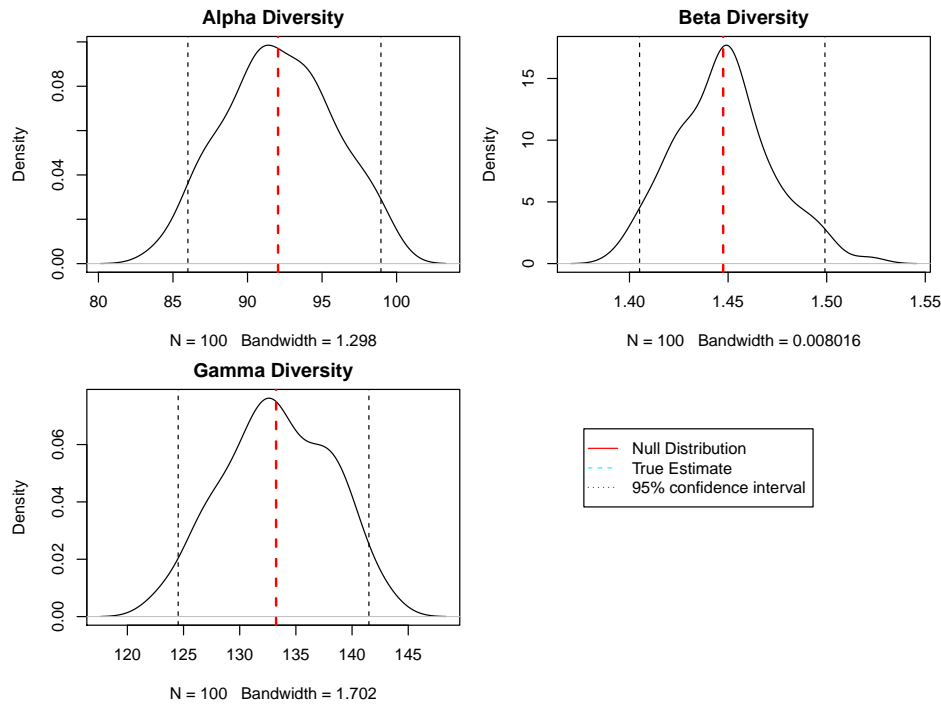 Alpha Diversity
Density
0.00
0.04
0.08
80 85 90 95 100
N = 100 Bandwidth = 1.298
Beta Diversity
Density
0
5
10
15
1.40 1.45 1.50 1.55
N = 100 Bandwidth = 0.008016
Gamma Diversity
Density
0.00
0.02
0.04
0.06
120 125 130 135 140 145
N = 100 Bandwidth = 1.702
Null Distribution
True Estimate
95% confidence interval